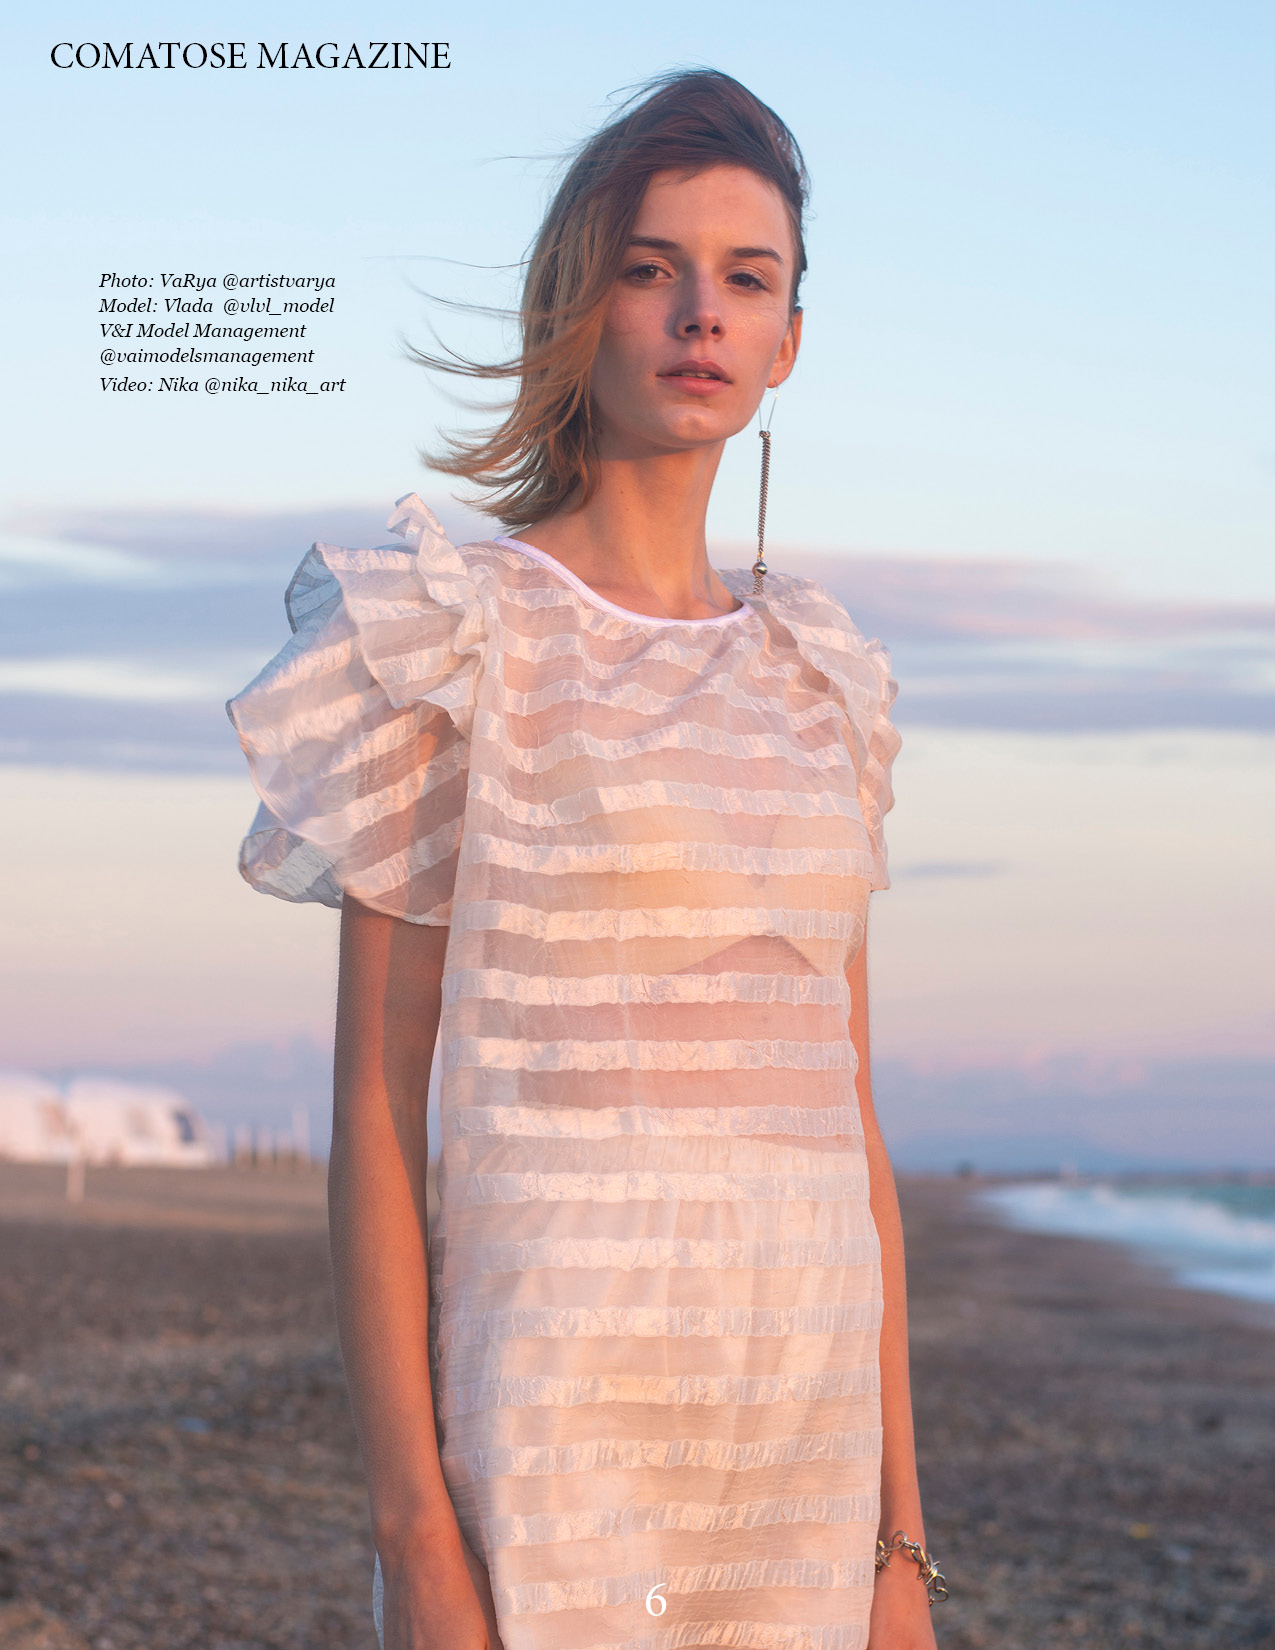 COMATOSE MAGAZINE
Photo: VaRya @artistvarya
Model: Vlada @vlvl_model
V&I Model Management
@vaimodelsmanagement
Video: Nika @nika_nika_art
6